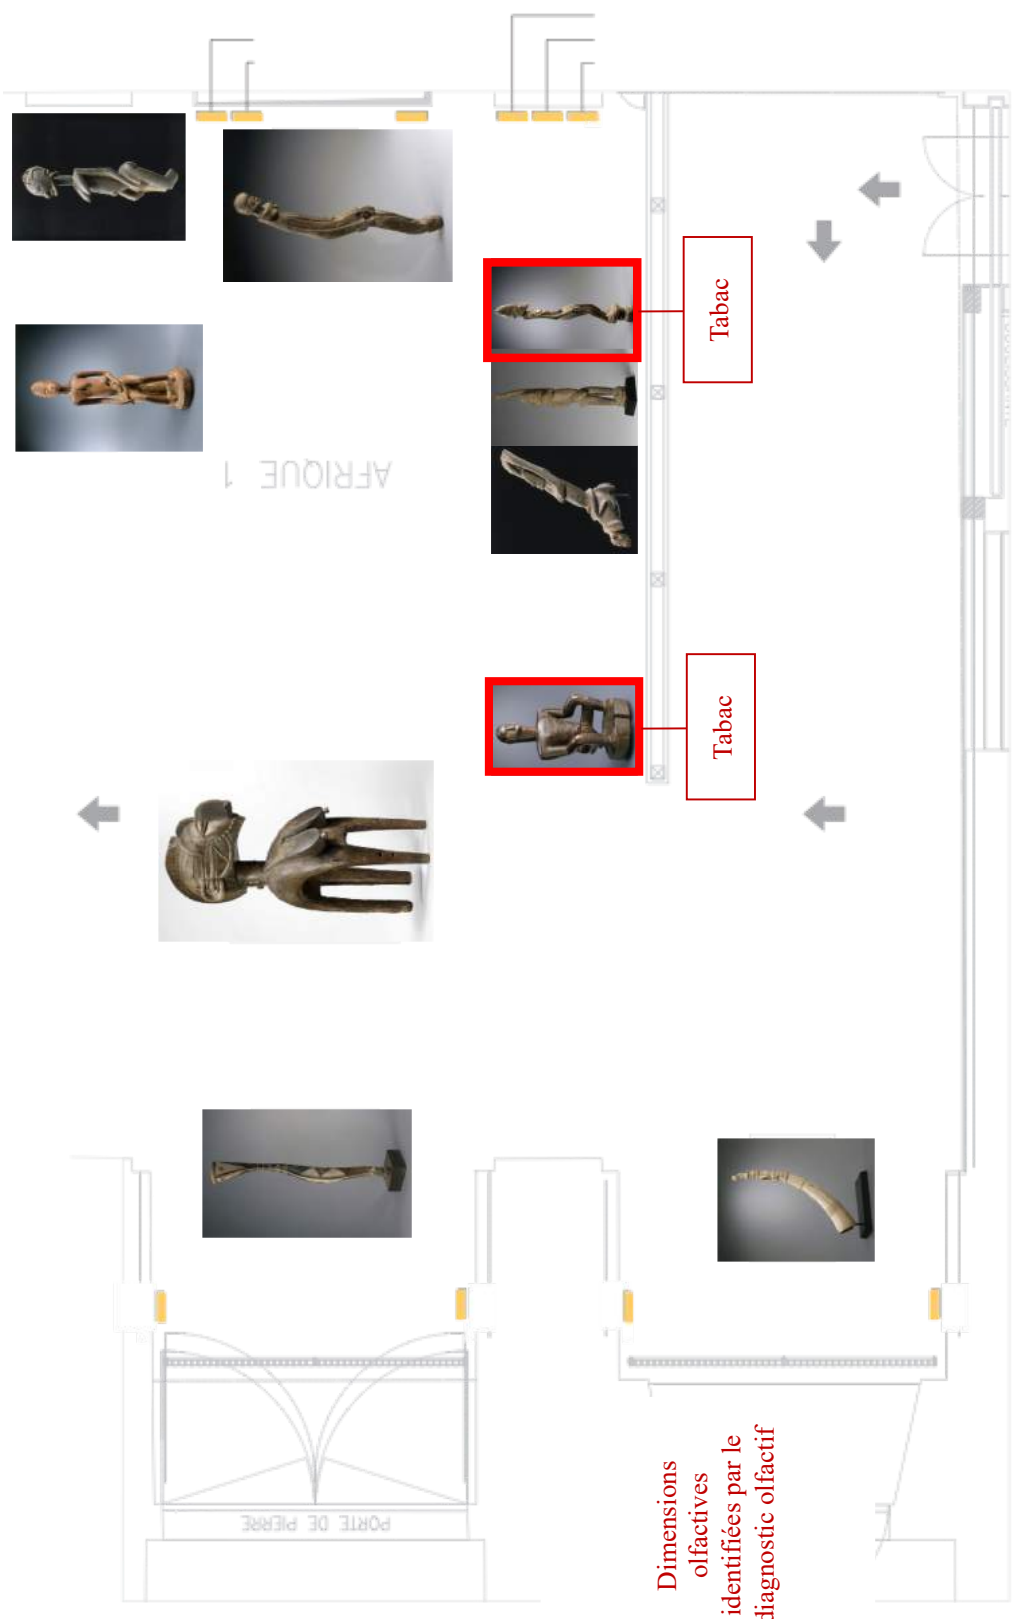 Tabac
Tabac
AFRIQUE 1
PORTE DE PIERRE
Dimensions
olfactives
identifiées par le
diagnostic olfactif